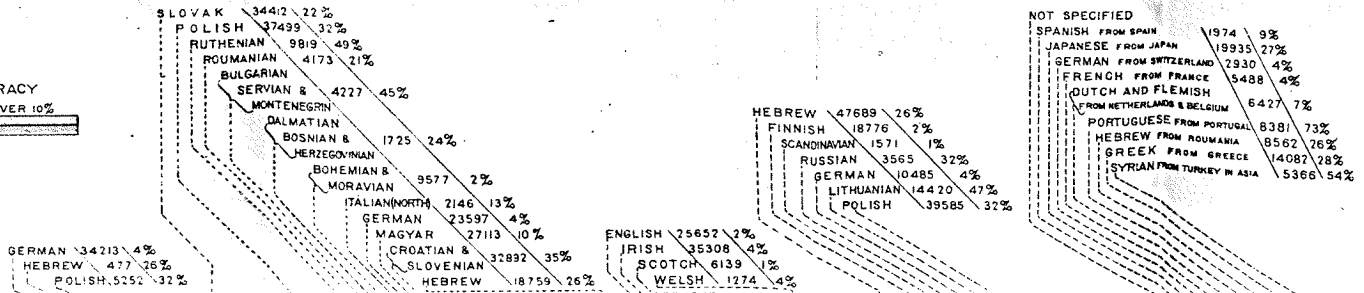 RACY
VER 10%
GERMAN 34213 4%
HEBREW 477 26%
POLISH 5252 32%
SLOVAK 34412 22%
POLISH 37499 32%
RUTHENIAN 9819 49%
ROUMANIAN 4173 21%
BULGARIAN
SERVIAN & 4227 45%
MONTENEGRIN
DALMATIAN
BOSNIAN & 1725 24%
HERZEGOVINIAN
BOHEMIAN & 9577 2%
MORAVIAN
ITALIAN (NORTH) 2146 13%
GERMAN 23597 4%
MAGYAR 27113 10%
CROATIAN & 32892 35%
SLOVENIAN
HEBREW 18759 26%
ENGLISH 25652 2%
IRISH 35308 4%
SCOTCH 6139 1%
WELSH 1274 4%
HEBREW 47689 26%
FINNISH 18776 2%
SCANDINAVIAN 1571 1%
RUSSIAN 3565 32%
GERMAN 10485 4%
LITHUANIAN 14420 47%
POLISH 39585 32%
NOT SPECIFIED
SPANISH FROM SPAIN 1974 9%
JAPANESE FROM JAPAN 19935 27%
GERMAN FROM SWITZERLAND 2930 4%
FRENCH FROM FRANCE 5488 4%
DUTCH AND FLEMISH
FROM NETHERLANDS & BELGIUM 6427 7%
PORTUGUESE FROM PORTUGAL 8381 73%
HEBREW FROM ROUMANIA 8562 26%
GREEK FROM GREECE 14082 28%
SYRIAN FROM TURKEY IN ASIA 5366 54%